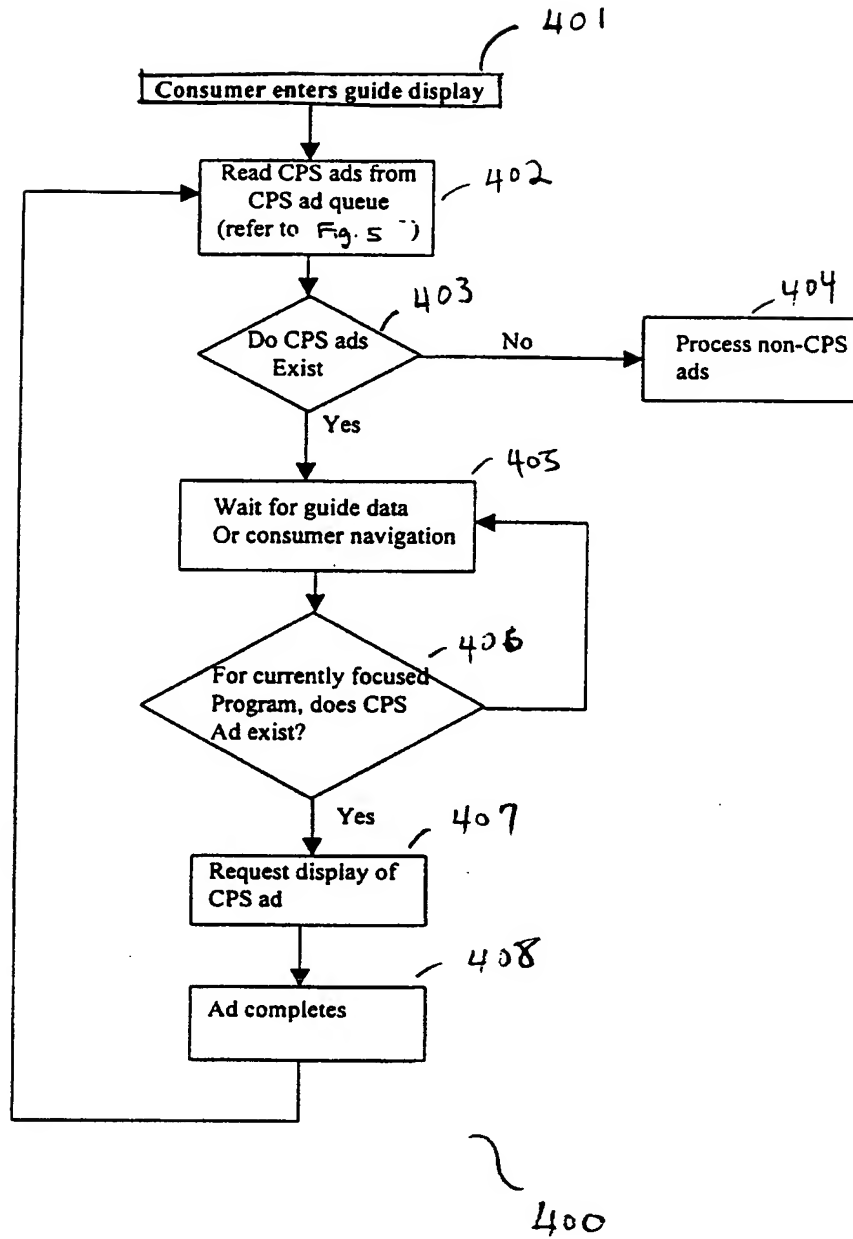 401
Consumer enters guide display
Read CPS ads from
CPS ad queue
(refer to Fig. 5 )
402
403
404
Do CPS ads
Exist
No
Process non-CPS
ads
Yes
405
Wait for guide data
Or consumer navigation
406
For currently focused
Program, does CPS
Ad exist?
Yes
407
Request display of
CPS ad
408
Ad completes
400